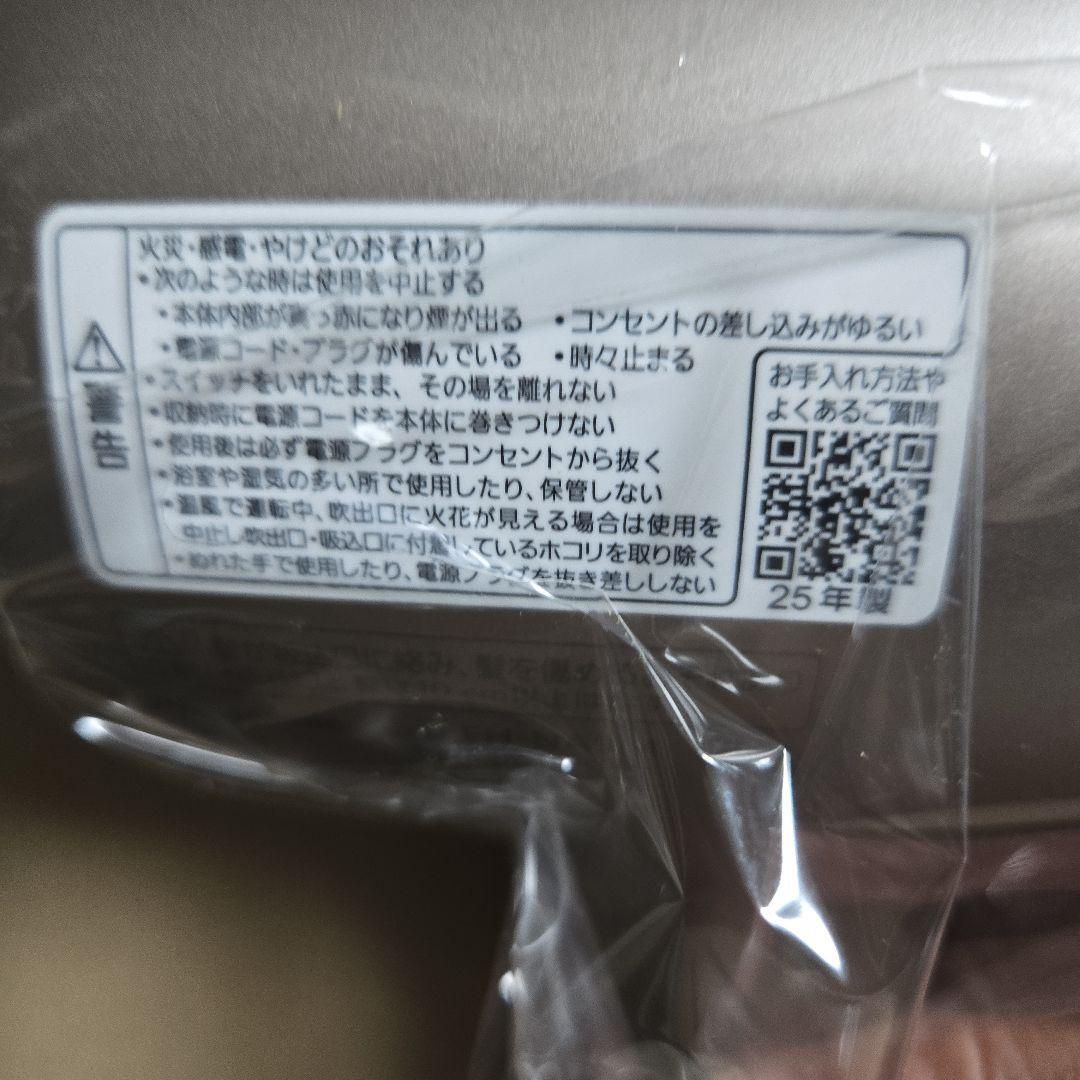 警告
火災・感電・やけどのおそれあり
・次のような時は使用を中止する
・本体内部が真っ赤になり煙が出る ・コンセントの差し込みがゆるい
・電源コード・プラグが傷んでいる ・時々止まる
・スイッチをいれたまま、その場を離れない
・収納時に電源コードを本体に巻きつけない
・使用後は必ず電源プラグをコンセントから抜く
・浴室や湿気の多い所で使用したり、保管しない
・温風で運転中、吹出口に火花が見える場合は使用を
中止し吹出口・吸込口に付着しているホコリを取り除く
・ぬれた手で使用したり、電源プラグを抜き差ししない
お手入れ方法や
よくあるご質問
25年製
に絡み、髪を傷め